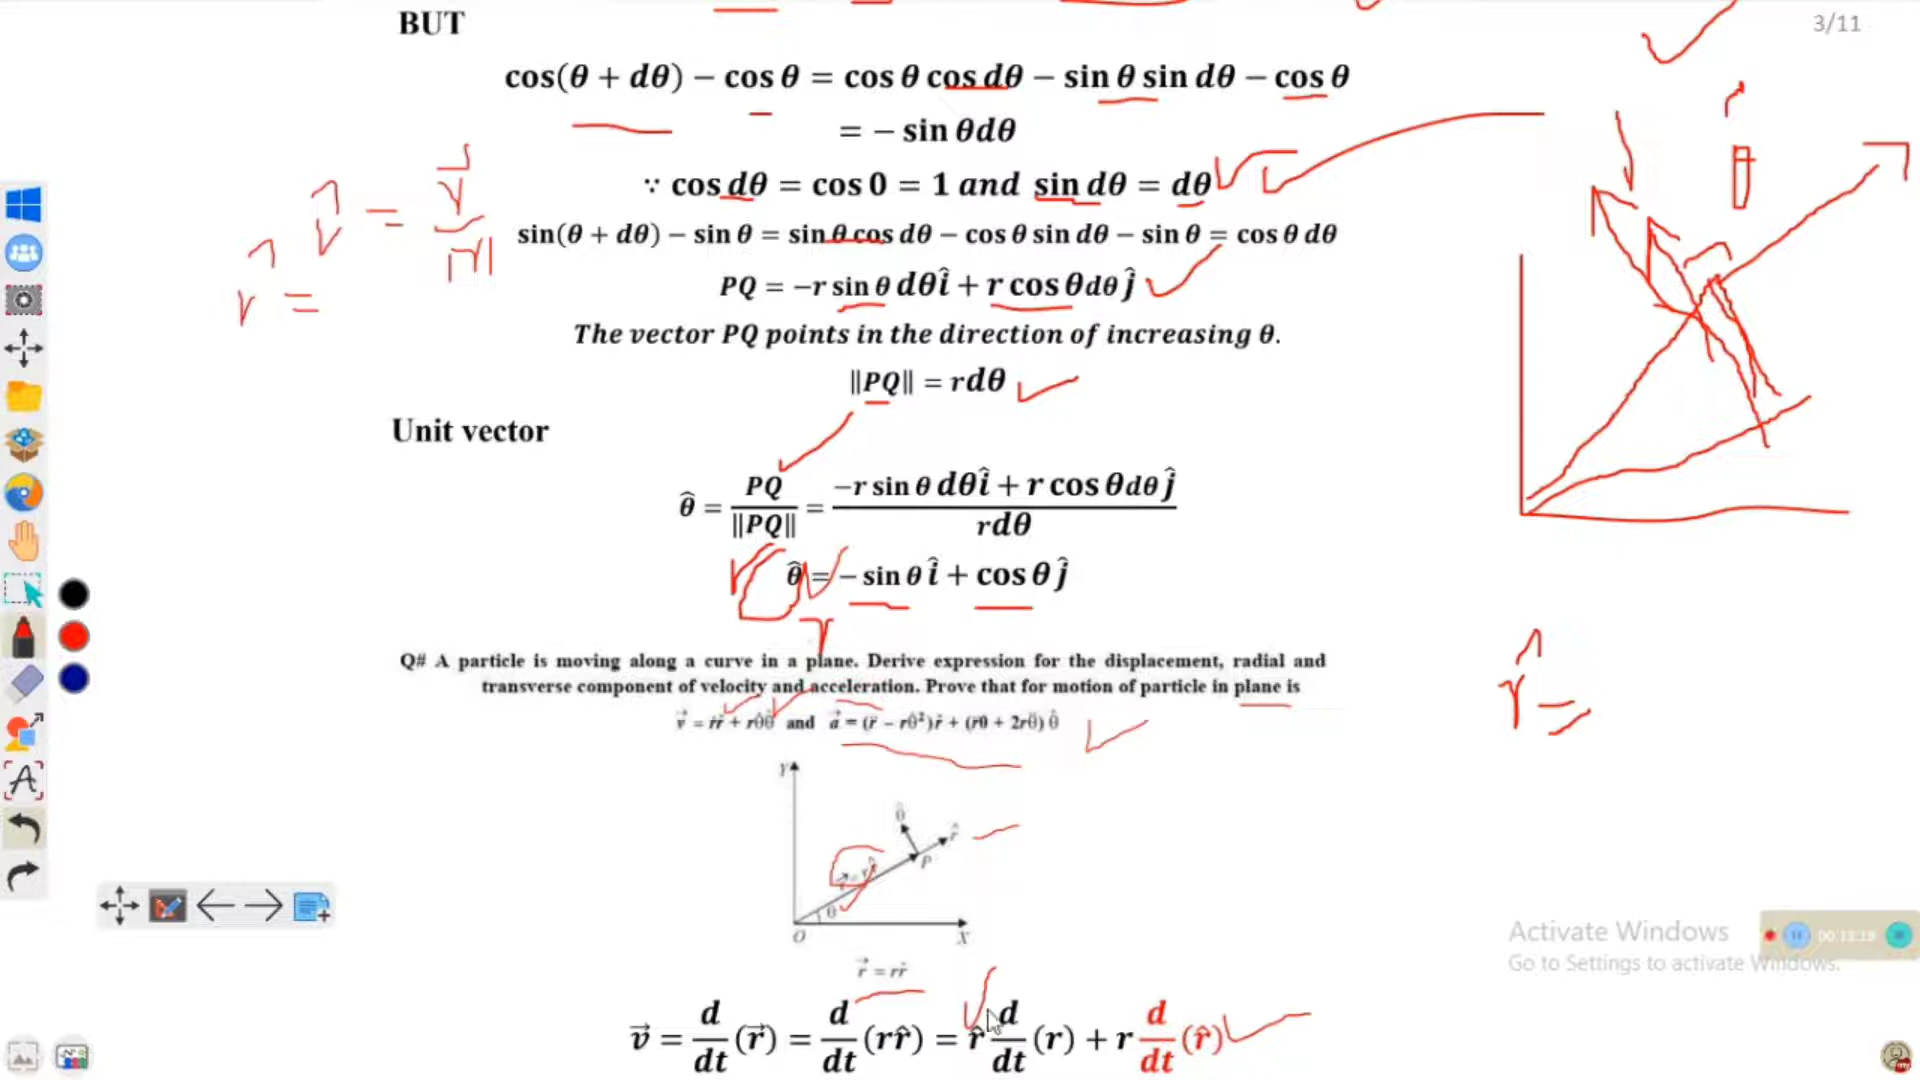 BUT
3/11
cos(θ + dθ) − cos θ = cos θ cos dθ − sin θ sin dθ − cos θ
= − sin θdθ
∵ cos dθ = cos 0 = 1 and sin dθ = dθ
sin(θ + dθ) − sin θ = sin θ cos dθ − cos θ sin dθ − sin θ = cos θ dθ
PQ = −r sin θ dθî + r cos θdθ ĵ
r̂ =
The vector PQ points in the direction of increasing θ.
‖PQ‖ = rdθ
Unit vector
θ̂ = PQ / ‖PQ‖ = (−r sin θ dθî + r cos θdθ ĵ) / rdθ
θ̂ = − sin θ î + cos θ ĵ
Q# A particle is moving along a curve in a plane. Derive expression for the displacement, radial and
transverse component of velocity and acceleration. Prove that for motion of particle in plane is
r̂ =
Y
θ̂
r̂
P
θ
O
X
r⃗ = rr̂
v⃗ = d/dt (r⃗) = d/dt (rr̂) = r̂ d/dt (r) + r d/dt (r̂)
Activate Windows
Go to Settings to activate Windows.